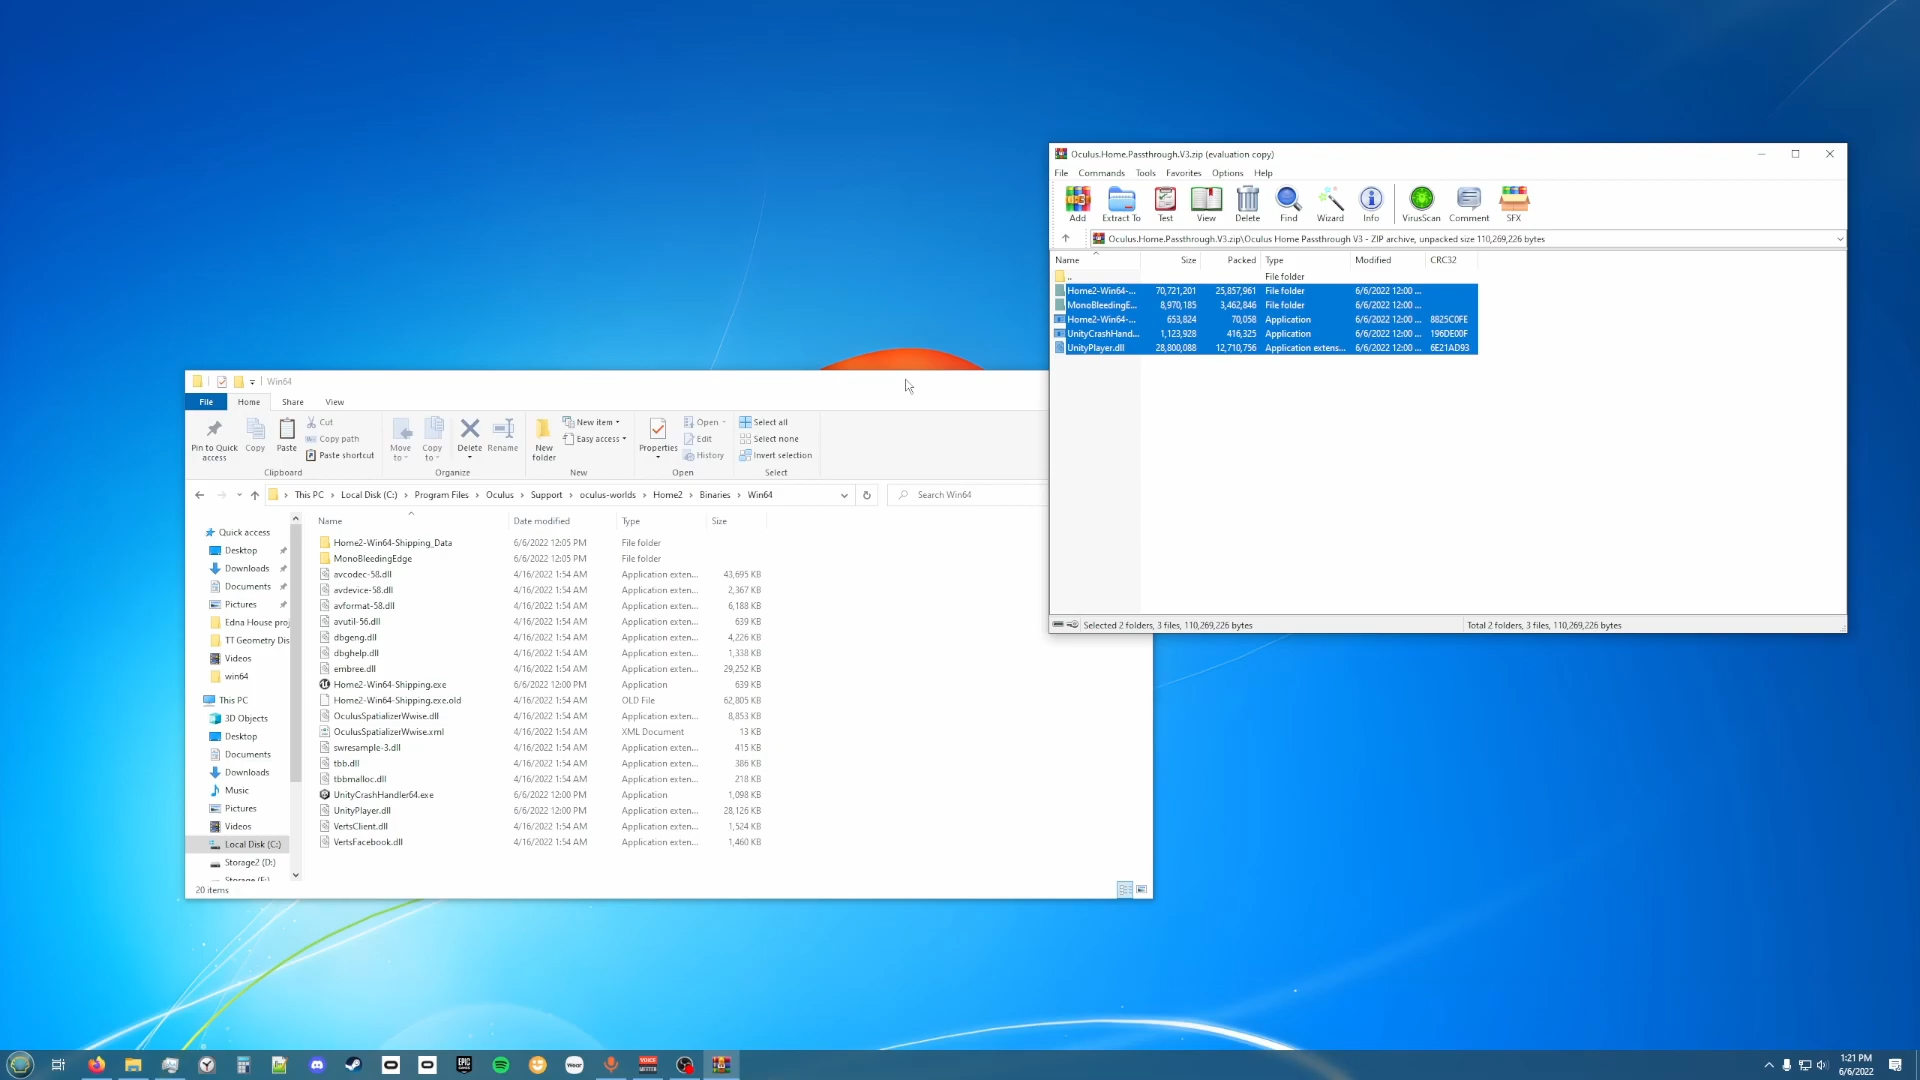 Oculus.Home.Passthrough.V3.zip (evaluation copy)
File Commands Tools Favorites Options Help
Add Extract To Test View Delete Find Wizard Info VirusScan Comment SFX
Oculus.Home.Passthrough.V3.zip\Oculus Home Passthrough V3 - ZIP archive, unpacked size 110,269,226 bytes
Name Size Packed Type Modified CRC32
.. File folder
Home2-Win64-... 70,721,201 25,857,961 File folder 6/6/2022 12:00 ...
MonoBleedingE... 8,970,185 3,462,846 File folder 6/6/2022 12:00 ...
Home2-Win64-... 653,824 70,058 Application 6/6/2022 12:00 ... 8825C0FE
UnityCrashHand... 1,123,928 416,325 Application 6/6/2022 12:00 ... 196DE00F
UnityPlayer.dll 28,800,088 12,710,756 Application extens... 6/6/2022 12:00 ... 6E21AD93
Selected 2 folders, 3 files, 110,269,226 bytes Total 2 folders, 3 files, 110,269,226 bytes
Win64
File Home Share View
Pin to Quick access Copy Paste Cut Copy path Paste shortcut
Move to Copy to Delete Rename New folder New item Easy access
Properties Open Edit History Select all Select none Invert selection
Clipboard Organize New Open Select
This PC Local Disk (C:) Program Files Oculus Support oculus-worlds Home2 Binaries Win64 Search Win64
Quick access
Desktop
Downloads
Documents
Pictures
Edna House proj
TT Geometry Dis
Videos
win64
This PC
3D Objects
Desktop
Documents
Downloads
Music
Pictures
Videos
Local Disk (C:)
Storage2 (D:)
Storage (F:)
Name Date modified Type Size
Home2-Win64-Shipping_Data 6/6/2022 12:05 PM File folder
MonoBleedingEdge 6/6/2022 12:05 PM File folder
avcodec-58.dll 4/16/2022 1:54 AM Application exten... 43,695 KB
avdevice-58.dll 4/16/2022 1:54 AM Application exten... 2,367 KB
avformat-58.dll 4/16/2022 1:54 AM Application exten... 6,188 KB
avutil-56.dll 4/16/2022 1:54 AM Application exten... 639 KB
dbgeng.dll 4/16/2022 1:54 AM Application exten... 4,226 KB
dbghelp.dll 4/16/2022 1:54 AM Application exten... 1,338 KB
embree.dll 4/16/2022 1:54 AM Application exten... 29,252 KB
Home2-Win64-Shipping.exe 6/6/2022 12:00 PM Application 639 KB
Home2-Win64-Shipping.exe.old 4/16/2022 1:54 AM OLD File 62,805 KB
OculusSpatializerWwise.dll 4/16/2022 1:54 AM Application exten... 8,853 KB
OculusSpatializerWwise.xml 4/16/2022 1:54 AM XML Document 13 KB
swresample-3.dll 4/16/2022 1:54 AM Application exten... 415 KB
tbb.dll 4/16/2022 1:54 AM Application exten... 386 KB
tbbmalloc.dll 4/16/2022 1:54 AM Application exten... 218 KB
UnityCrashHandler64.exe 6/6/2022 12:00 PM Application 1,098 KB
UnityPlayer.dll 6/6/2022 12:00 PM Application exten... 28,126 KB
VertsClient.dll 4/16/2022 1:54 AM Application exten... 1,524 KB
VertsFacebook.dll 4/16/2022 1:54 AM Application exten... 1,460 KB
20 items
EPIC GAMES
Wear
VOICE MEETER
1:21 PM
6/6/2022